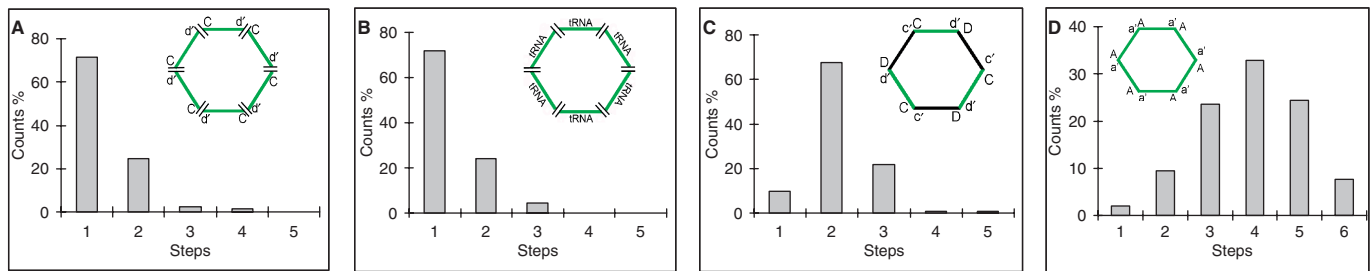 A
C d′
d′ C
C d′
d′ C
C d′
d′ C
Counts %
80
60
40
20
0
1 2 3 4 5
Steps
B
tRNA
tRNA tRNA
tRNA tRNA
tRNA
Counts %
80
60
40
20
0
1 2 3 4 5
Steps
C
c′ C d′ D
D c′
d′ C
C d′
c′ D
Counts %
80
60
40
20
0
1 2 3 4 5
Steps
D
A a′ a′ A
A a′
a′ A
A a′
a′ A
Counts %
40
30
20
10
0
1 2 3 4 5 6
Steps